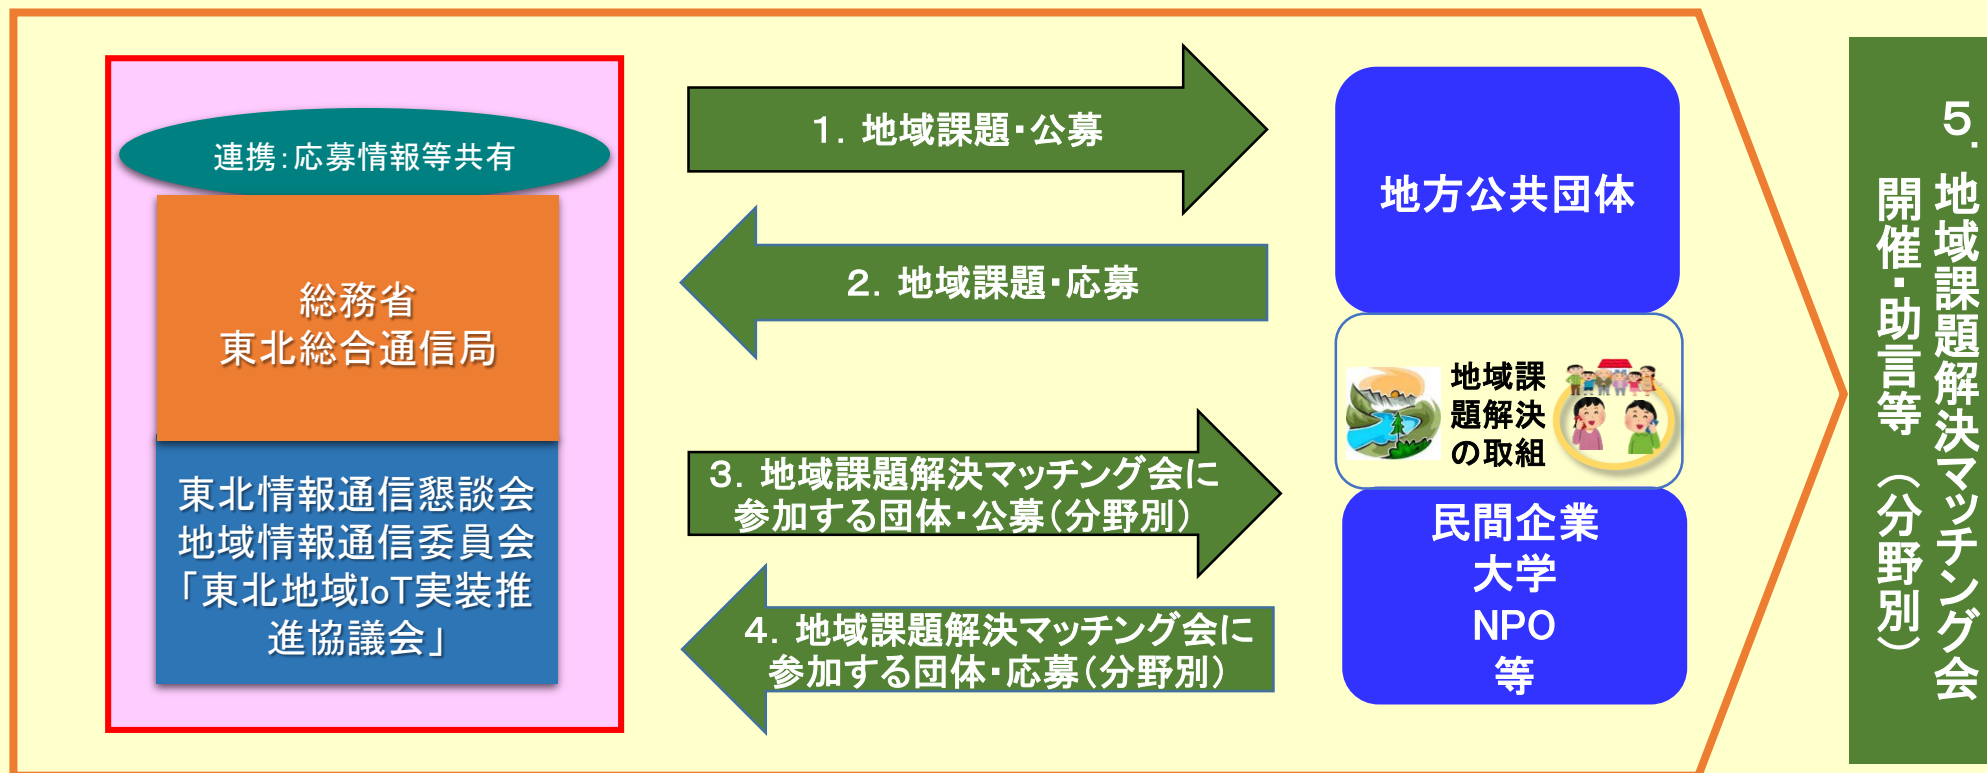 連携：応募情報等共有
総務省
東北総合通信局
東北情報通信懇談会
地域情報通信委員会
「東北地域IoT実装推
進協議会」
１．地域課題・公募
２．地域課題・応募
３．地域課題解決マッチング会に
参加する団体・公募（分野別）
４．地域課題解決マッチング会に
参加する団体・応募（分野別）
地方公共団体
地域課
題解決
の取組
民間企業
大学
NPO
等
５．地域課題解決マッチング会
開催・助言等（分野別）